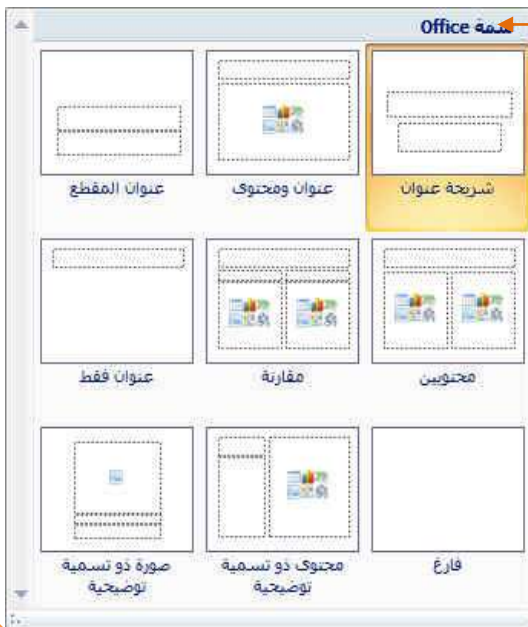 سمة Office
شريحة عنوان
عنوان ومحتوى
عنوان المقطع
محتويين
مقارنة
عنوان فقط
فارغ
محتوى ذو تسمية
توضيحية
صورة ذو تسمية
توضيحية